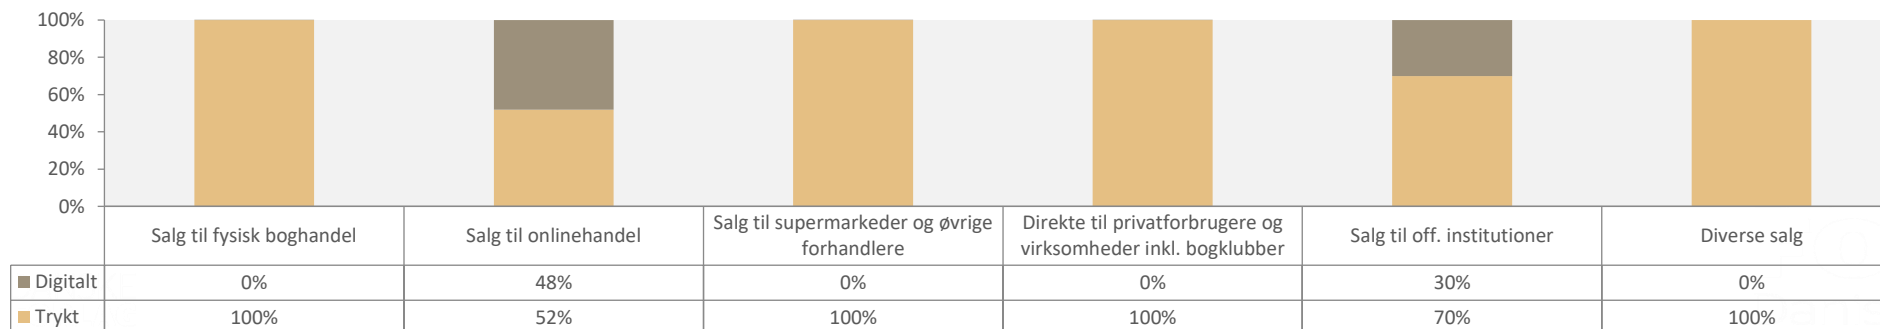 100%
80%
60%
40%
20%
0%
Salg til fysisk boghandel
Salg til onlinehandel
Salg til supermarkeder og øvrige
forhandlere
Direkte til privatforbrugere og
virksomheder inkl. bogklubber
Salg til off. institutioner
Diverse salg
Digitalt 0% 48% 0% 0% 30% 0%
Trykt 100% 52% 100% 100% 70% 100%